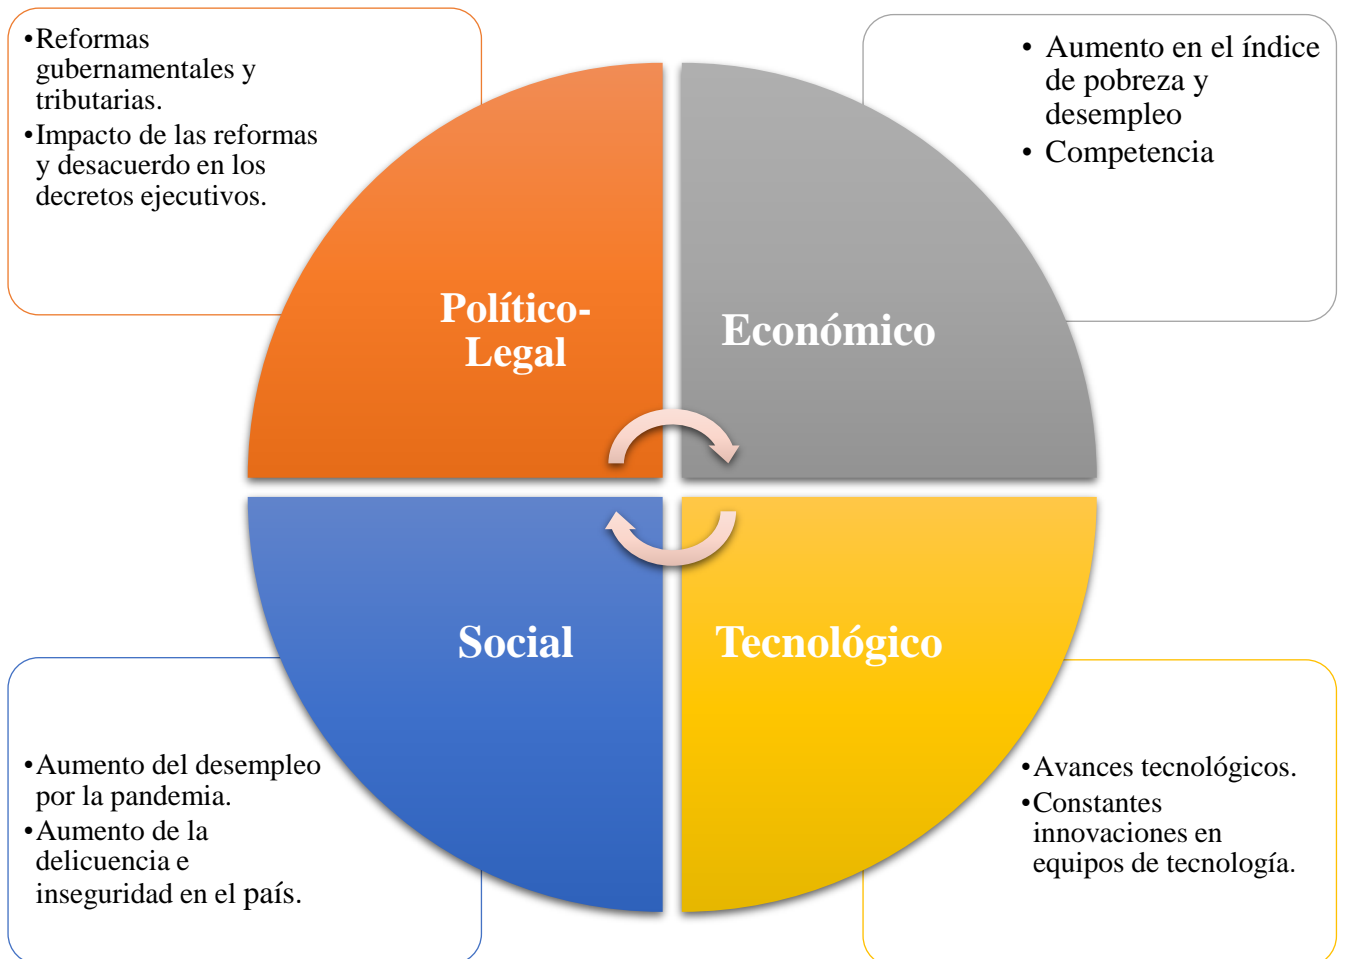 •Reformas
gubernamentales y
tributarias.
•Impacto de las reformas
y desacuerdo en los
decretos ejecutivos.
• Aumento en el índice
de pobreza y
desempleo
• Competencia
Político-
Legal
Económico
Social
Tecnológico
•Aumento del desempleo
por la pandemia.
•Aumento de la
delicuencia e
inseguridad en el país.
•Avances tecnológicos.
•Constantes
innovaciones en
equipos de tecnología.